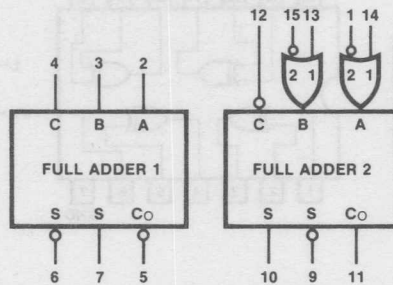 12 15 13 1 14
4 3 2 2 1 2 1
C B A C B A
FULL ADDER 1 FULL ADDER 2
S S CO S S CO
6 7 5 10 9 11